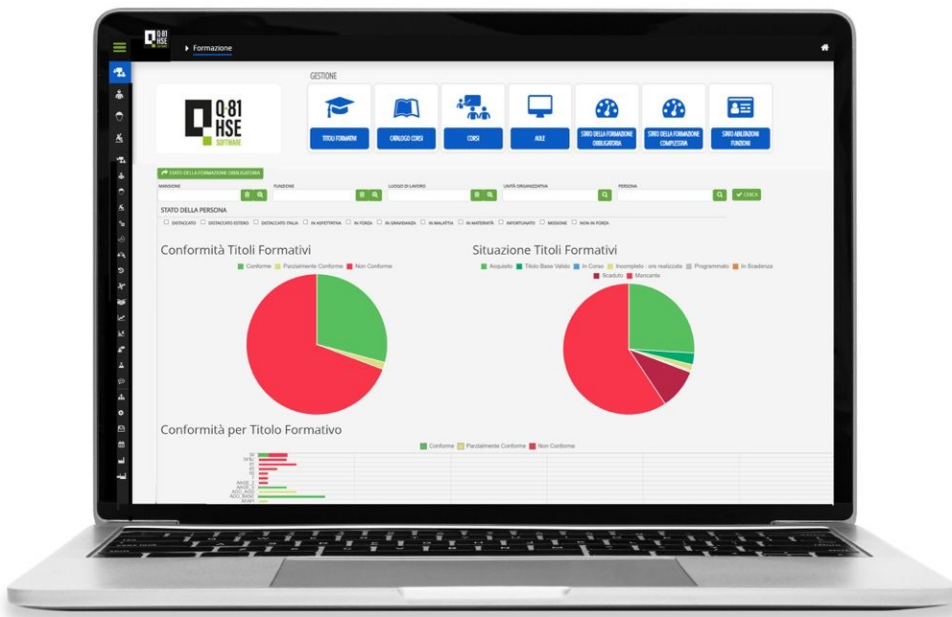 Q-81
HSE
Formazione
GESTIONE
Q-81
HSE
SOFTWARE
TITOLI FORMATIVI
CATALOGO CORSI
CORSI
AULE
STATO DELLA FORMAZIONE
OBBLIGATORIA
STATO DELLA FORMAZIONE
COMPLESSIVA
STATO ABILITAZIONI
FUNZIONI
STATO DELLA FORMAZIONE OBBLIGATORIA
MANSIONE
FUNZIONE
LUOGO DI LAVORO
UNITÀ ORGANIZZATIVA
PERSONA
CERCA
STATO DELLA PERSONA
DISTACCATO
DISTACCATO ESTERO
DISTACCATO ITALIA
IN ASPETTATIVA
IN FORZA
IN GRAVIDANZA
IN MALATTIA
IN MATERNITÀ
INFORTUNATO
MISSIONE
NON IN FORZA
Conformità Titoli Formativi
Conforme
Parzialmente Conforme
Non Conforme
Situazione Titoli Formativi
Acquisito
Titolo Base Valido
In Corso
Incompleto : ore realizzate
Programmato
In Scadenza
Scaduto
Mancante
Conformità per Titolo Formativo
Conforme
Parzialmente Conforme
Non Conforme
ADD_BASE